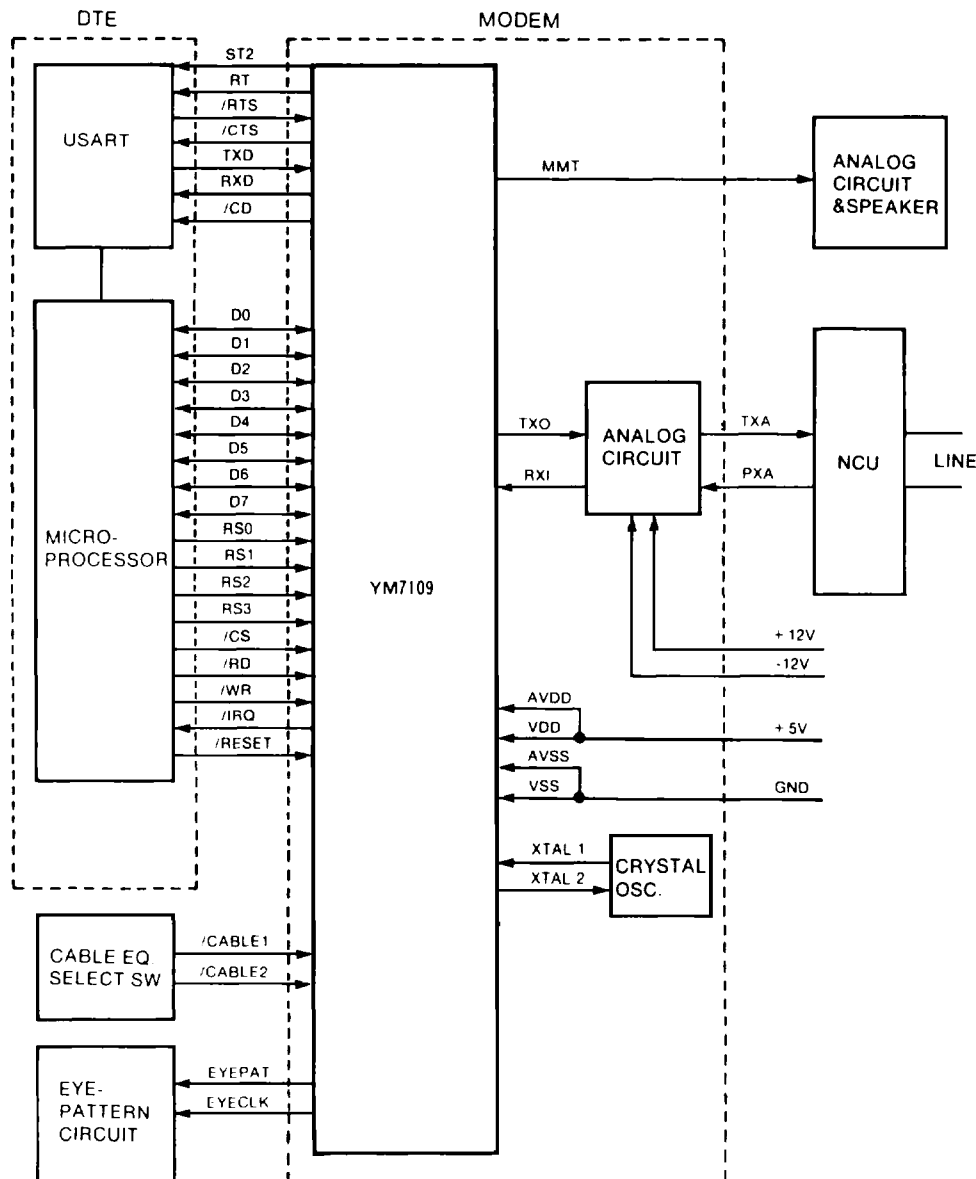 DTE
MODEM
ST2
RT
/RTS
/CTS
TXD
RXD
/CD
USART
MMT
ANALOG
CIRCUIT
&SPEAKER
D0
D1
D2
D3
D4
D5
D6
D7
RS0
RS1
RS2
RS3
/CS
/RD
/WR
/IRQ
/RESET
MICRO-
PROCESSOR
YM7109
TXO
RXI
ANALOG
CIRCUIT
TXA
PXA
NCU
LINE
+ 12V
-12V
AVDD
VDD
+ 5V
AVSS
VSS
GND
XTAL 1
XTAL 2
CRYSTAL
OSC.
CABLE EQ
SELECT SW
/CABLE1
/CABLE2
EYE-
PATTERN
CIRCUIT
EYEPAT
EYECLK